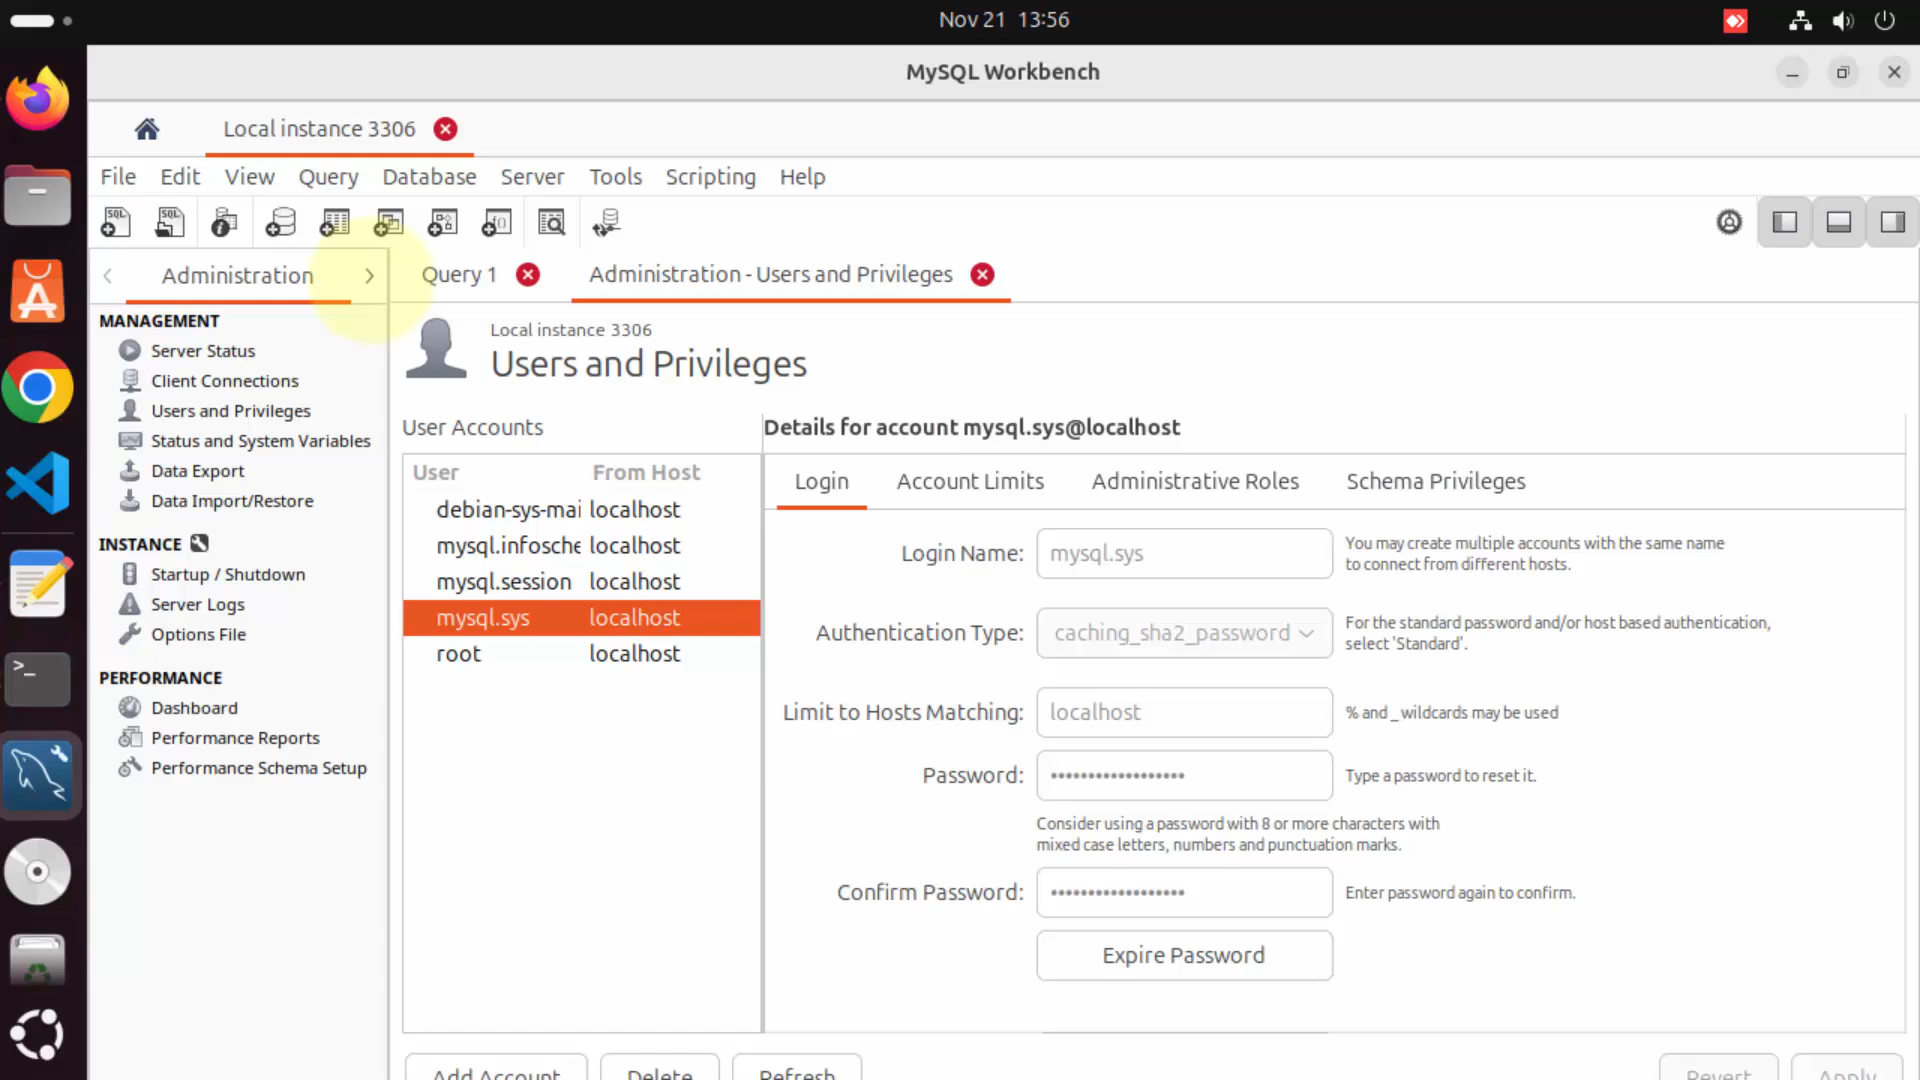 Nov 21 13:56
MySQL Workbench
Local instance 3306
File Edit View Query Database Server Tools Scripting Help
SQL SQL
Administration
Query 1
Administration - Users and Privileges
MANAGEMENT
Server Status
Client Connections
Users and Privileges
Status and System Variables
Data Export
Data Import/Restore
INSTANCE
Startup / Shutdown
Server Logs
Options File
PERFORMANCE
Dashboard
Performance Reports
Performance Schema Setup
Local instance 3306
Users and Privileges
User Accounts
User From Host
debian-sys-mai localhost
mysql.infosche localhost
mysql.session localhost
mysql.sys localhost
root localhost
Details for account mysql.sys@localhost
Login Account Limits Administrative Roles Schema Privileges
Login Name: mysql.sys
You may create multiple accounts with the same name
to connect from different hosts.
Authentication Type: caching_sha2_password
For the standard password and/or host based authentication,
select 'Standard'.
Limit to Hosts Matching: localhost
% and _ wildcards may be used
Password: ••••••••••••••••••
Type a password to reset it.
Consider using a password with 8 or more characters with
mixed case letters, numbers and punctuation marks.
Confirm Password: ••••••••••••••••••
Enter password again to confirm.
Expire Password
Add Account Delete Refresh Revert Apply